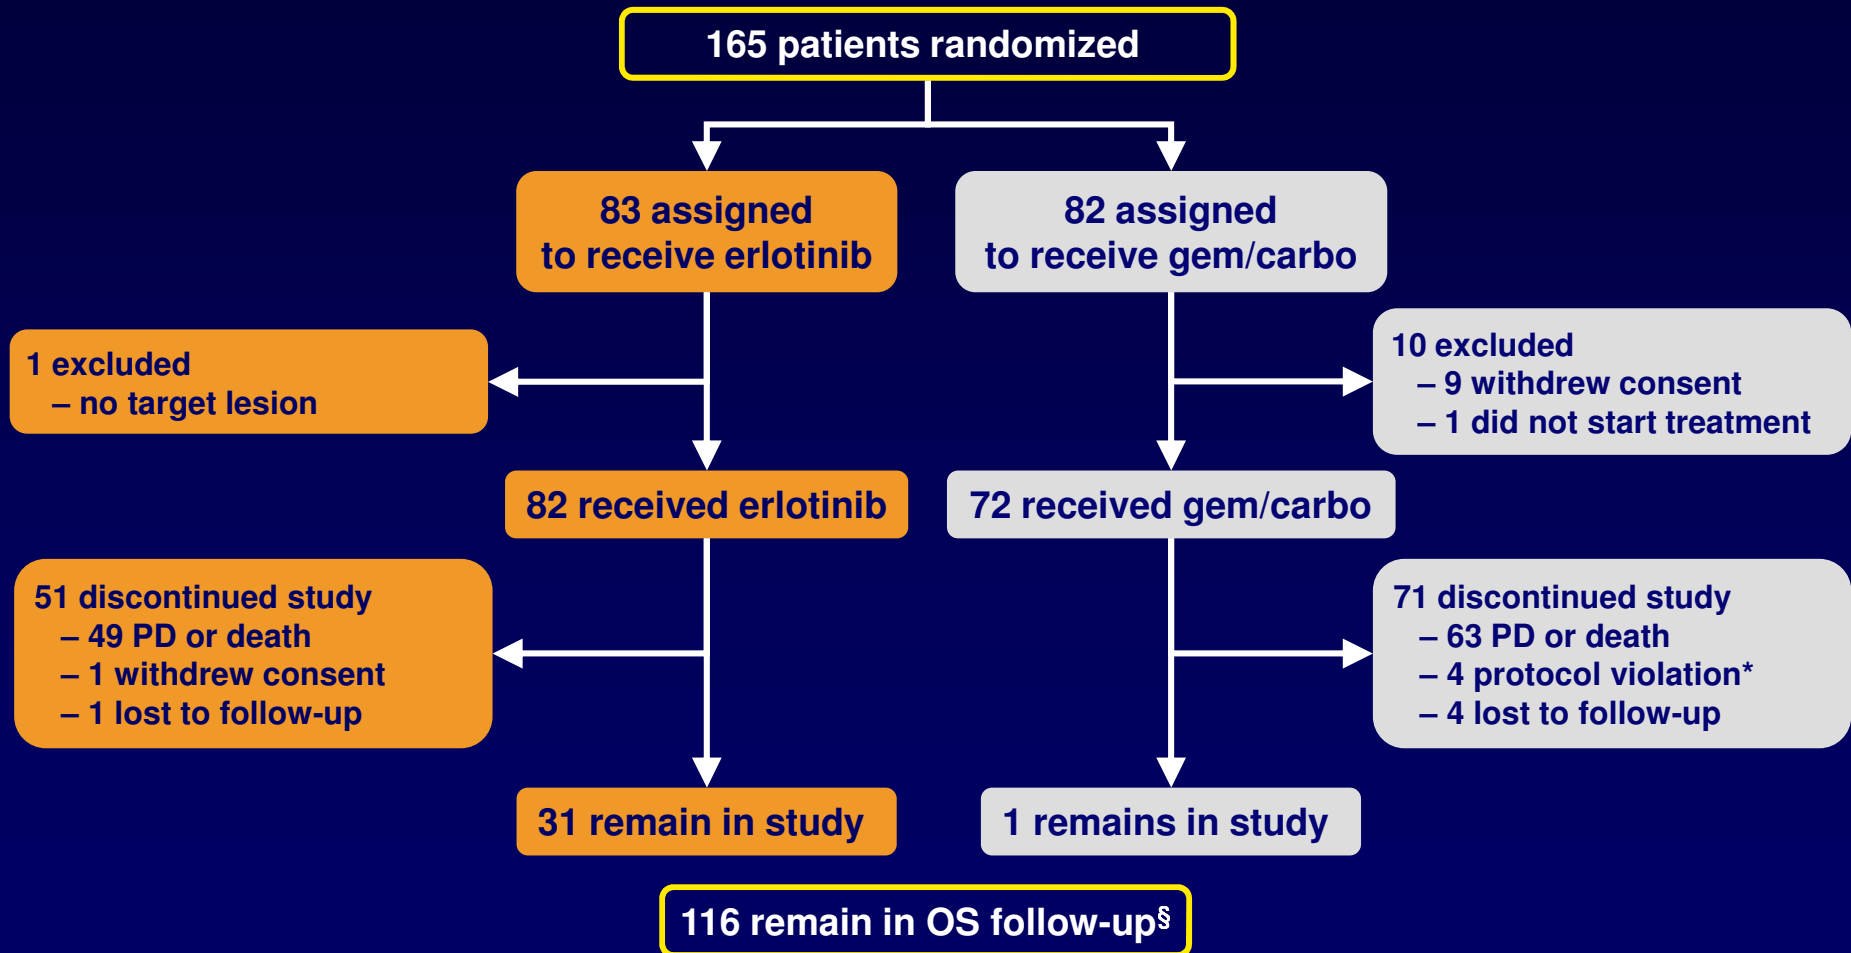 165 patients randomized
83 assigned
to receive erlotinib
82 assigned
to receive gem/carbo
1 excluded
– no target lesion
10 excluded
– 9 withdrew consent
– 1 did not start treatment
82 received erlotinib
72 received gem/carbo
51 discontinued study
– 49 PD or death
– 1 withdrew consent
– 1 lost to follow-up
71 discontinued study
– 63 PD or death
– 4 protocol violation*
– 4 lost to follow-up
31 remain in study
1 remains in study
116 remain in OS follow-up§